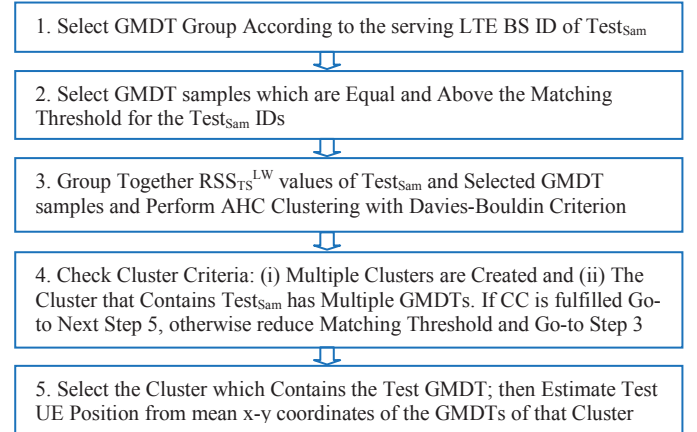 1. Select GMDT Group According to the serving LTE BS ID of TestSam
2. Select GMDT samples which are Equal and Above the Matching
Threshold for the TestSam IDs
3. Group Together RSSTSLW values of TestSam and Selected GMDT
samples and Perform AHC Clustering with Davies-Bouldin Criterion
4. Check Cluster Criteria: (i) Multiple Clusters are Created and (ii) The
Cluster that Contains TestSam has Multiple GMDTs. If CC is fulfilled Go-
to Next Step 5, otherwise reduce Matching Threshold and Go-to Step 3
5. Select the Cluster which Contains the Test GMDT; then Estimate Test
UE Position from mean x-y coordinates of the GMDTs of that Cluster